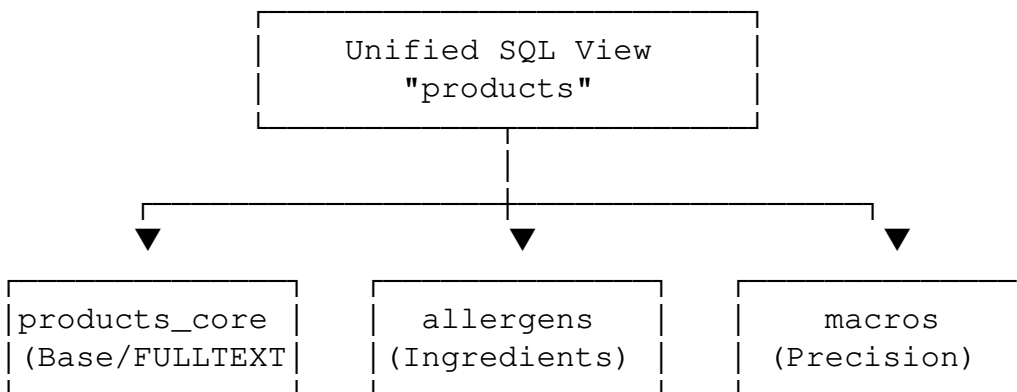 Unified SQL View
"products"
products_core
(Base/FULLTEXT
allergens
(Ingredients)
macros
(Precision)